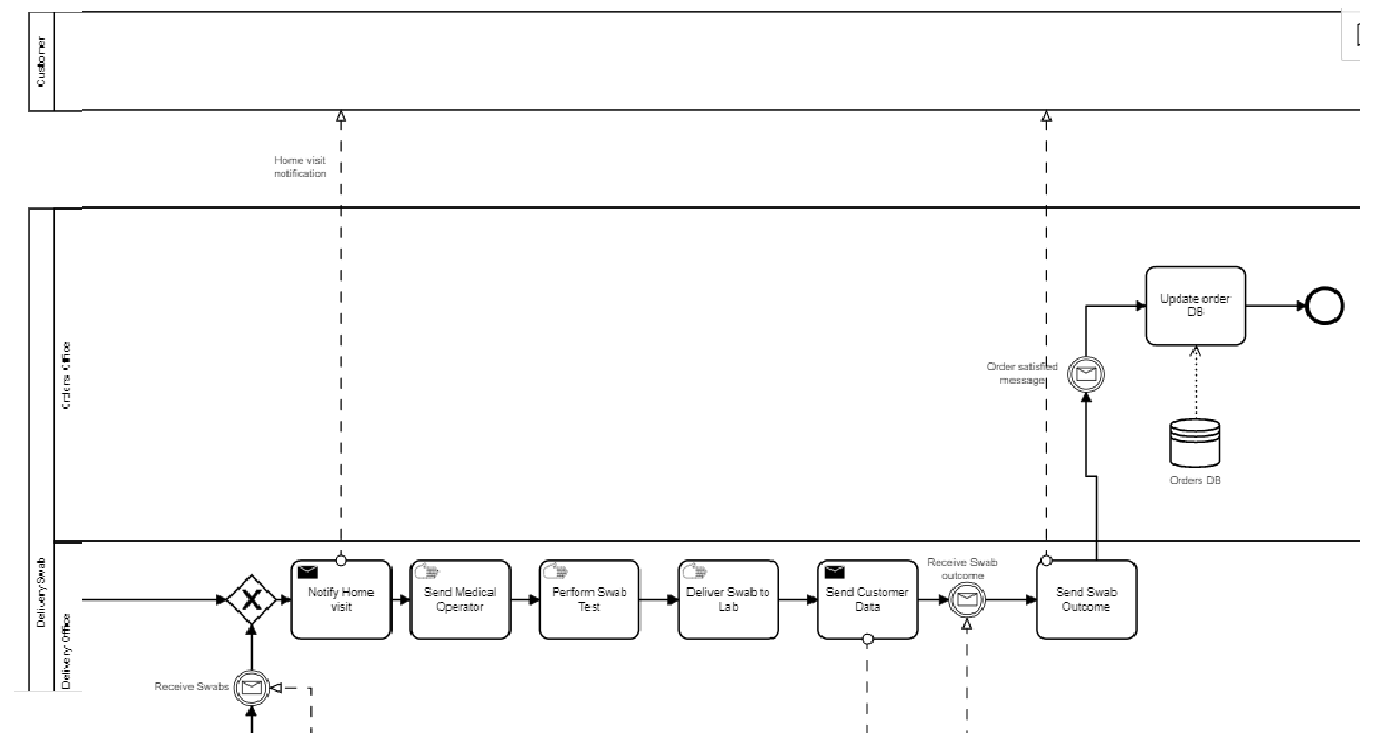 Customer
Home visit
notification
Update order
DB
Order satisfied
message
Orders Office
Orders DB
Delivery Swab
Delivery Office
Receive Swab
outcome
Notify Home
visit
Send Medical
Operator
Perform Swab
Test
Deliver Swab to
Lab
Send Customer
Data
Send Swab
Outcome
Receive Swabs